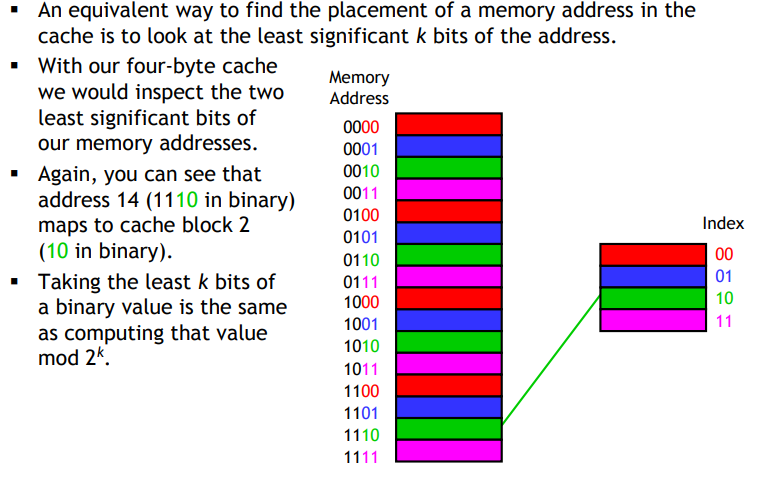 ▪ An equivalent way to find the placement of a memory address in the
cache is to look at the least significant k bits of the address.
▪ With our four-byte cache
we would inspect the two
least significant bits of
our memory addresses.
▪ Again, you can see that
address 14 (1110 in binary)
maps to cache block 2
(10 in binary).
▪ Taking the least k bits of
a binary value is the same
as computing that value
mod 2ᵏ.
Memory
Address
0000
0001
0010
0011
0100
0101
0110
0111
1000
1001
1010
1011
1100
1101
1110
1111
Index
00
01
10
11